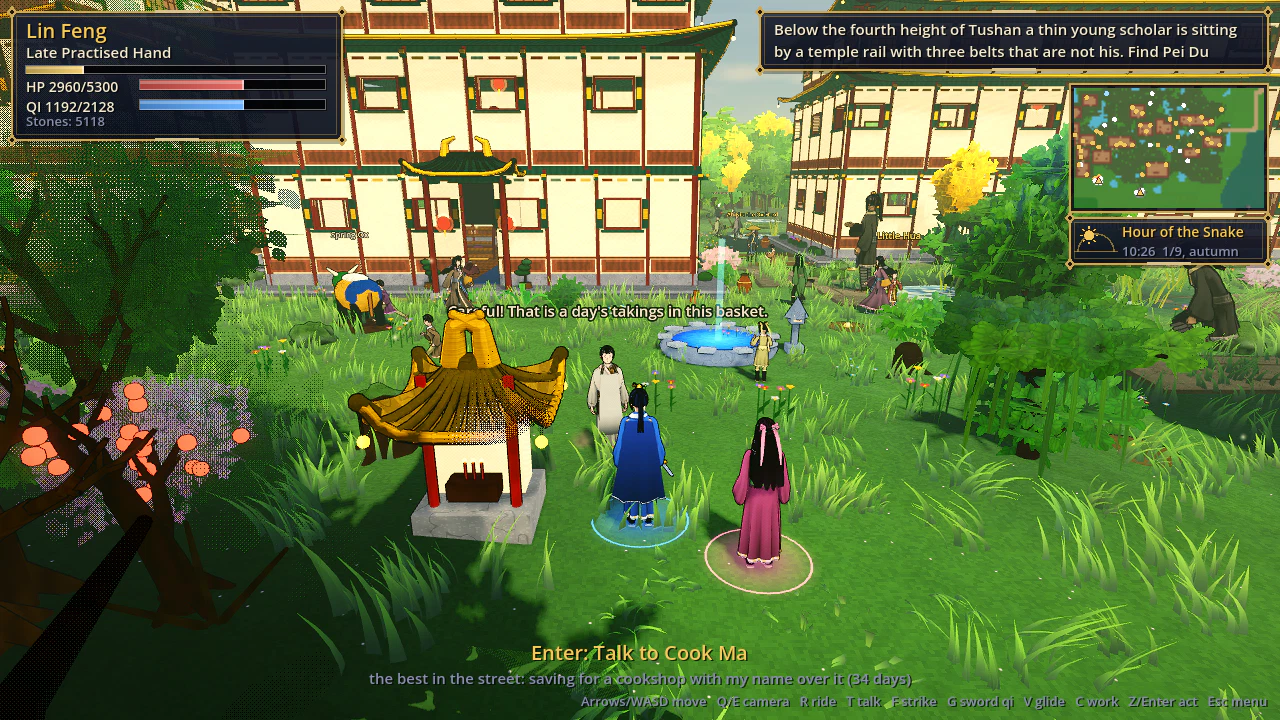 Lin Feng
Late Practised Hand
HP 2960/5300
QI 1192/2128
Stones: 5118
Below the fourth height of Tushan a thin young scholar is sitting
by a temple rail with three belts that are not his. Find Pei Du
Hour of the Snake
10:26 1/9, autumn
Spring Ox
Little Hua
Careful! That is a day's takings in this basket.
Enter: Talk to Cook Ma
the best in the street: saving for a cookshop with my name over it (34 days)
Arrows/WASD move Q/E camera R ride T talk F strike G sword qi V glide C work Z/Enter act Esc menu